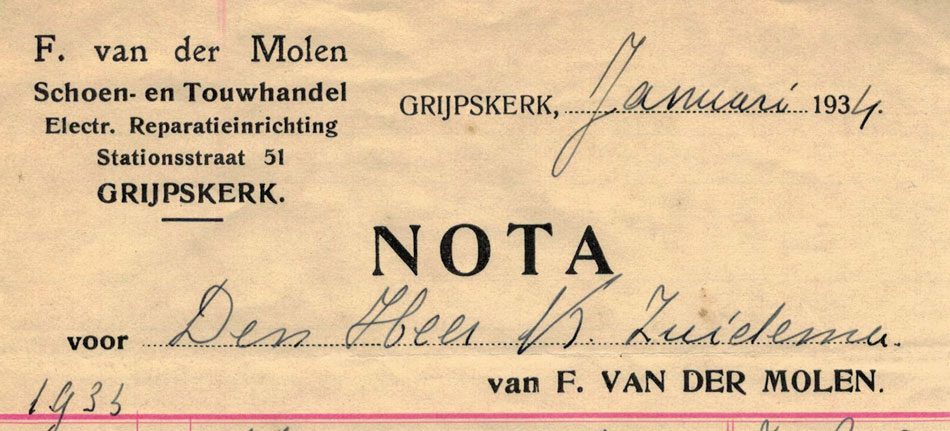 F. van der Molen
Schoen- en Touwhandel
Electr. Reparatieinrichting
Stationsstraat 51
GRIJPSKERK.
GRIJPSKERK, Januari 1934.
NOTA
voor Den Heer K. Zuidema.
van F. VAN DER MOLEN.
1933